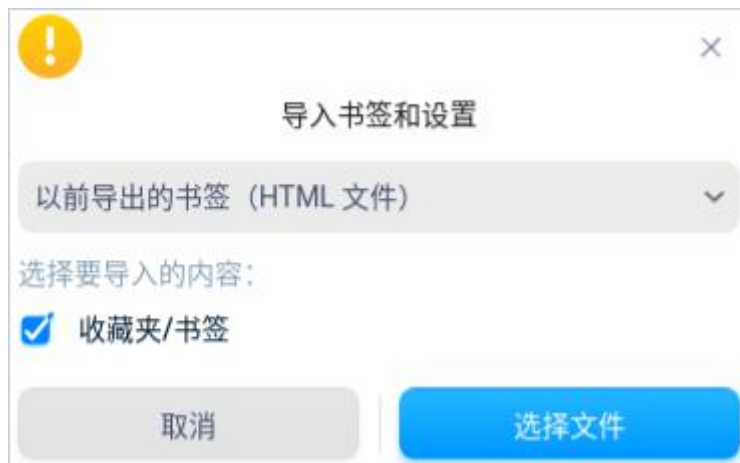 导入书签和设置
以前导出的书签（HTML 文件）
选择要导入的内容：
收藏夹/书签
取消
选择文件